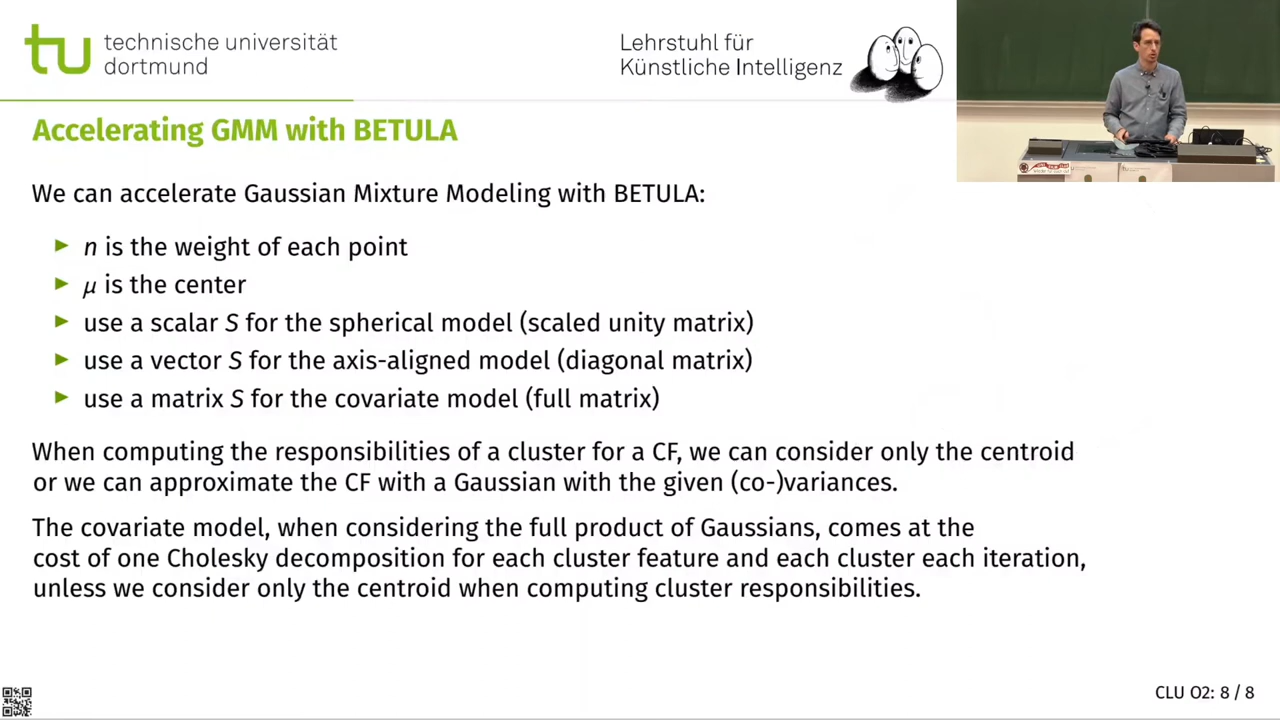 technische universität
dortmund
Lehrstuhl für
Künstliche Intelligenz
Accelerating GMM with BETULA
We can accelerate Gaussian Mixture Modeling with BETULA:
n is the weight of each point
μ is the center
use a scalar S for the spherical model (scaled unity matrix)
use a vector S for the axis-aligned model (diagonal matrix)
use a matrix S for the covariate model (full matrix)
When computing the responsibilities of a cluster for a CF, we can consider only the centroid
or we can approximate the CF with a Gaussian with the given (co-)variances.
The covariate model, when considering the full product of Gaussians, comes at the
cost of one Cholesky decomposition for each cluster feature and each cluster each iteration,
unless we consider only the centroid when computing cluster responsibilities.
CLU O2: 8 / 8